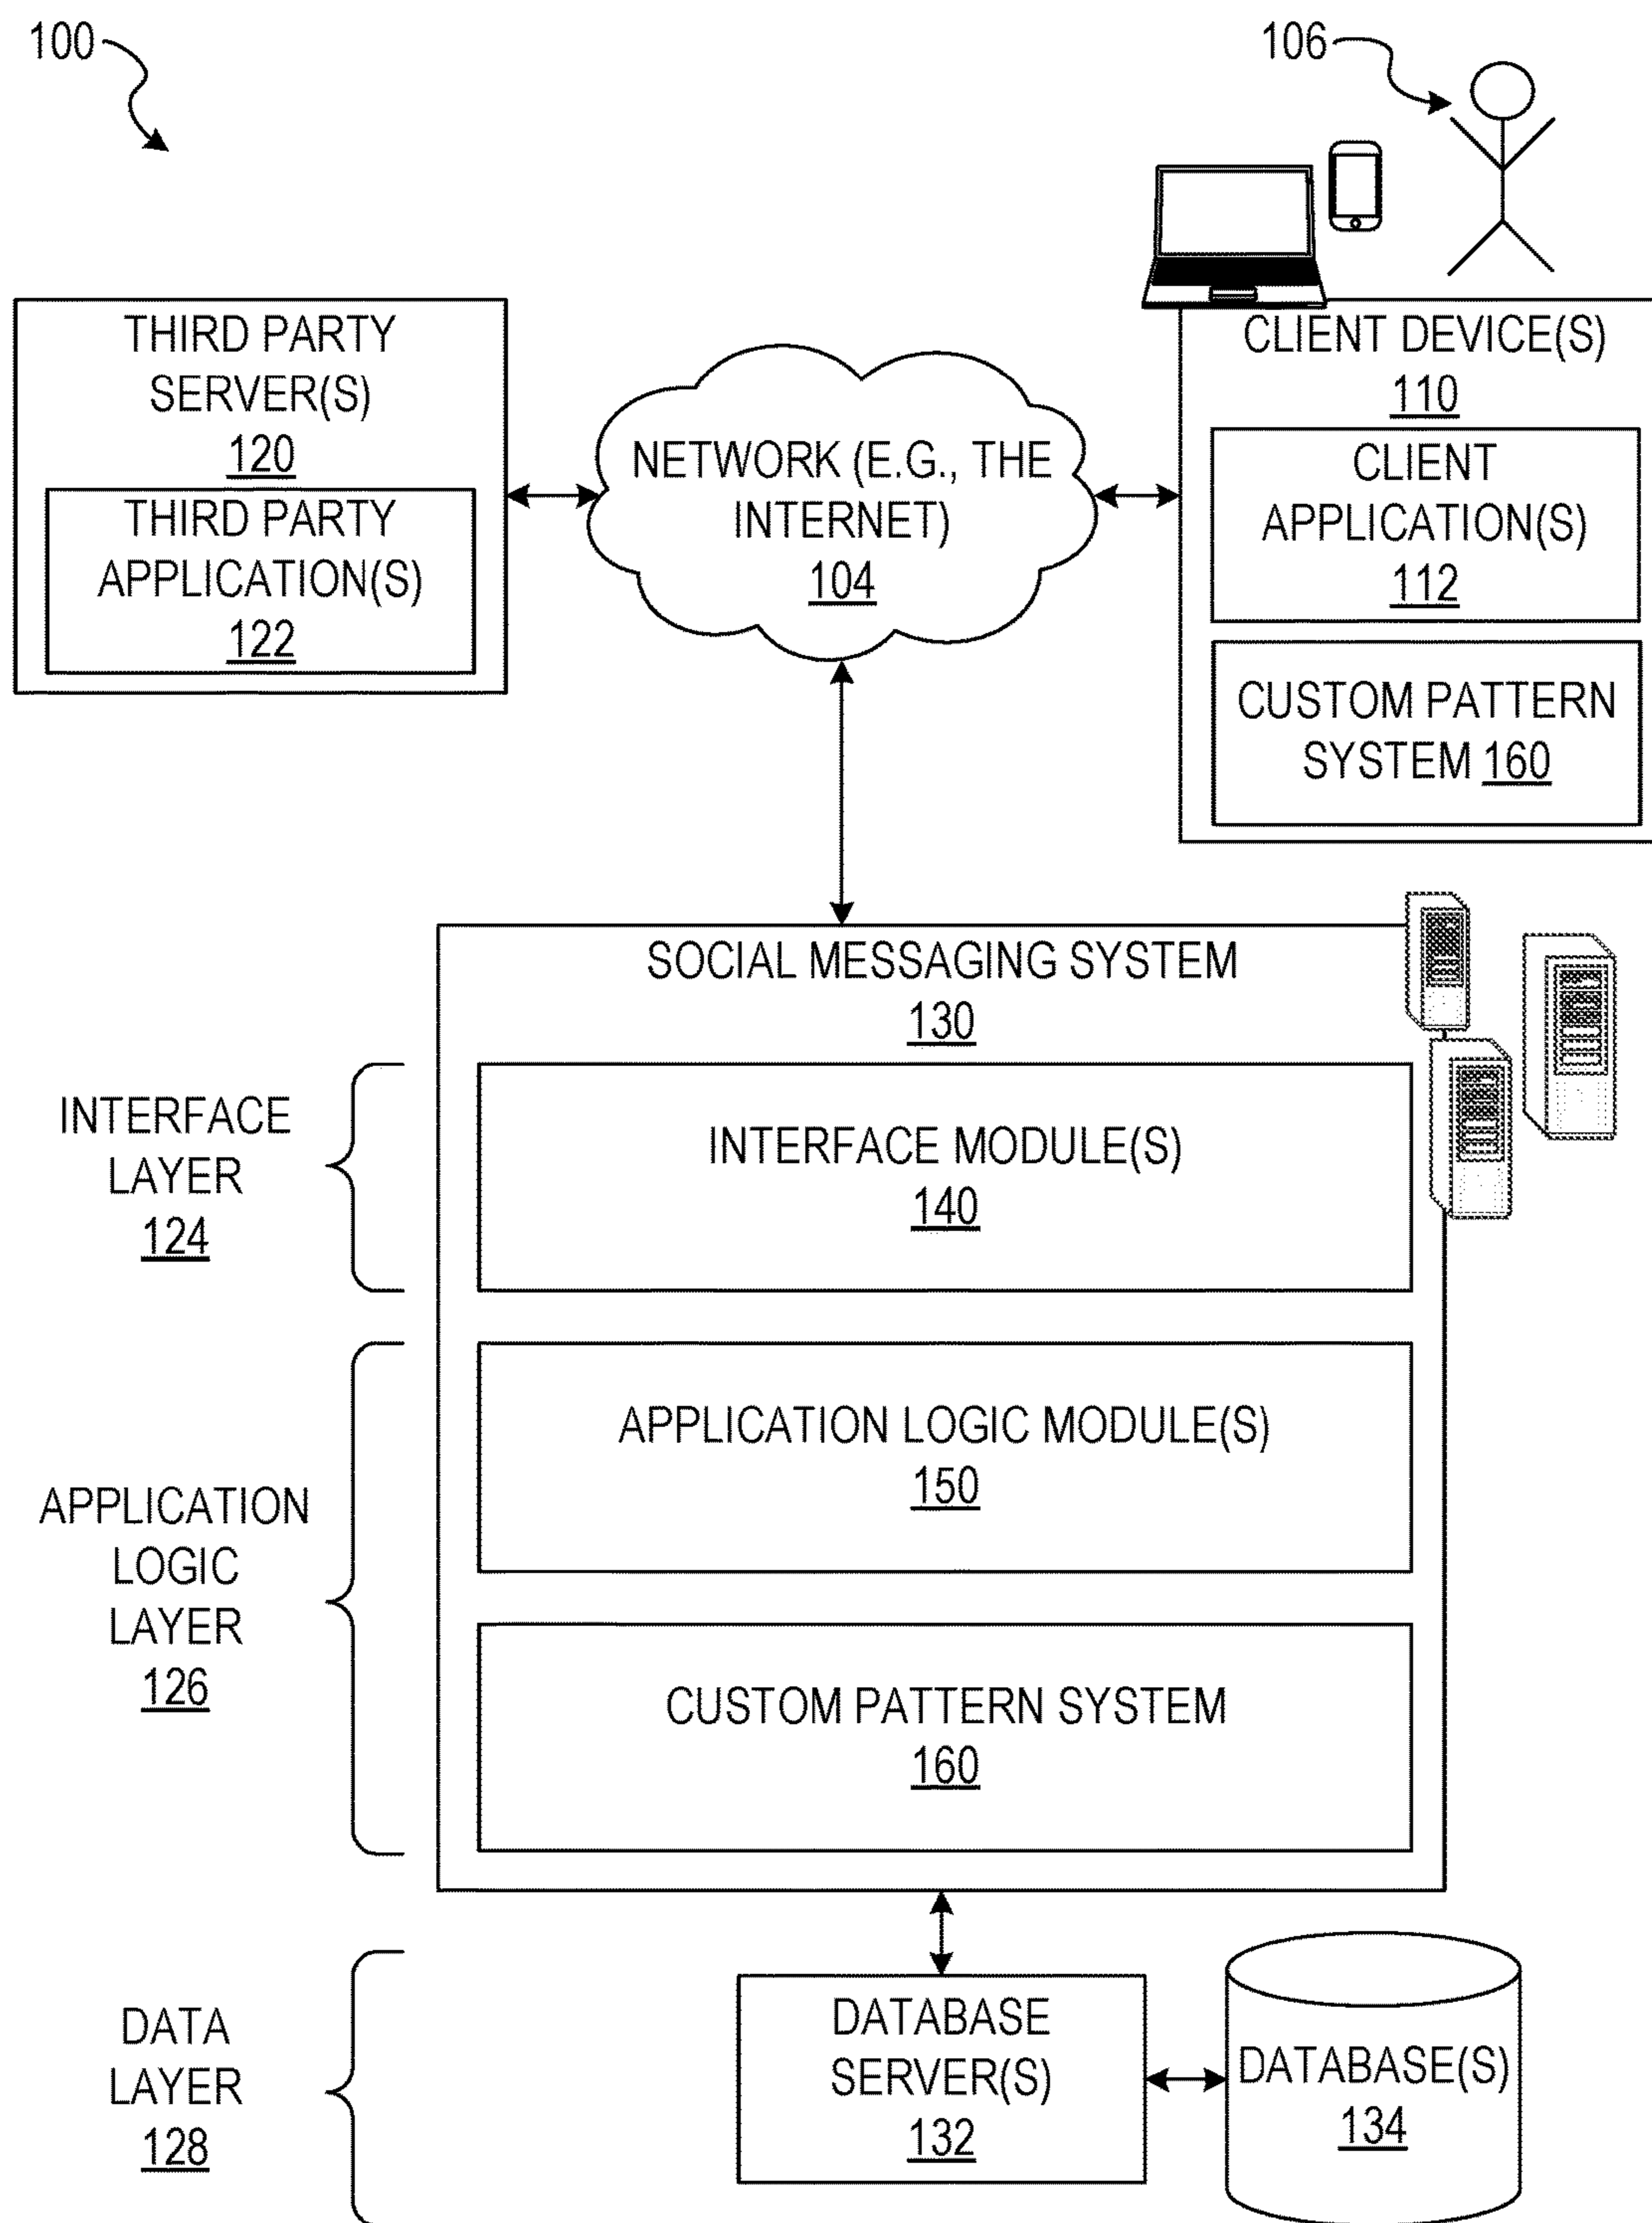 100
106
THIRD PARTY
SERVER(S)
120
THIRD PARTY
APPLICATION(S)
122
NETWORK (E.G., THE
INTERNET)
104
CLIENT DEVICE(S)
110
CLIENT
APPLICATION(S)
112
CUSTOM PATTERN
SYSTEM 160
SOCIAL MESSAGING SYSTEM
130
INTERFACE
LAYER
124
INTERFACE MODULE(S)
140
APPLICATION
LOGIC
LAYER
126
APPLICATION LOGIC MODULE(S)
150
CUSTOM PATTERN SYSTEM
160
DATA
LAYER
128
DATABASE
SERVER(S)
132
DATABASE(S)
134